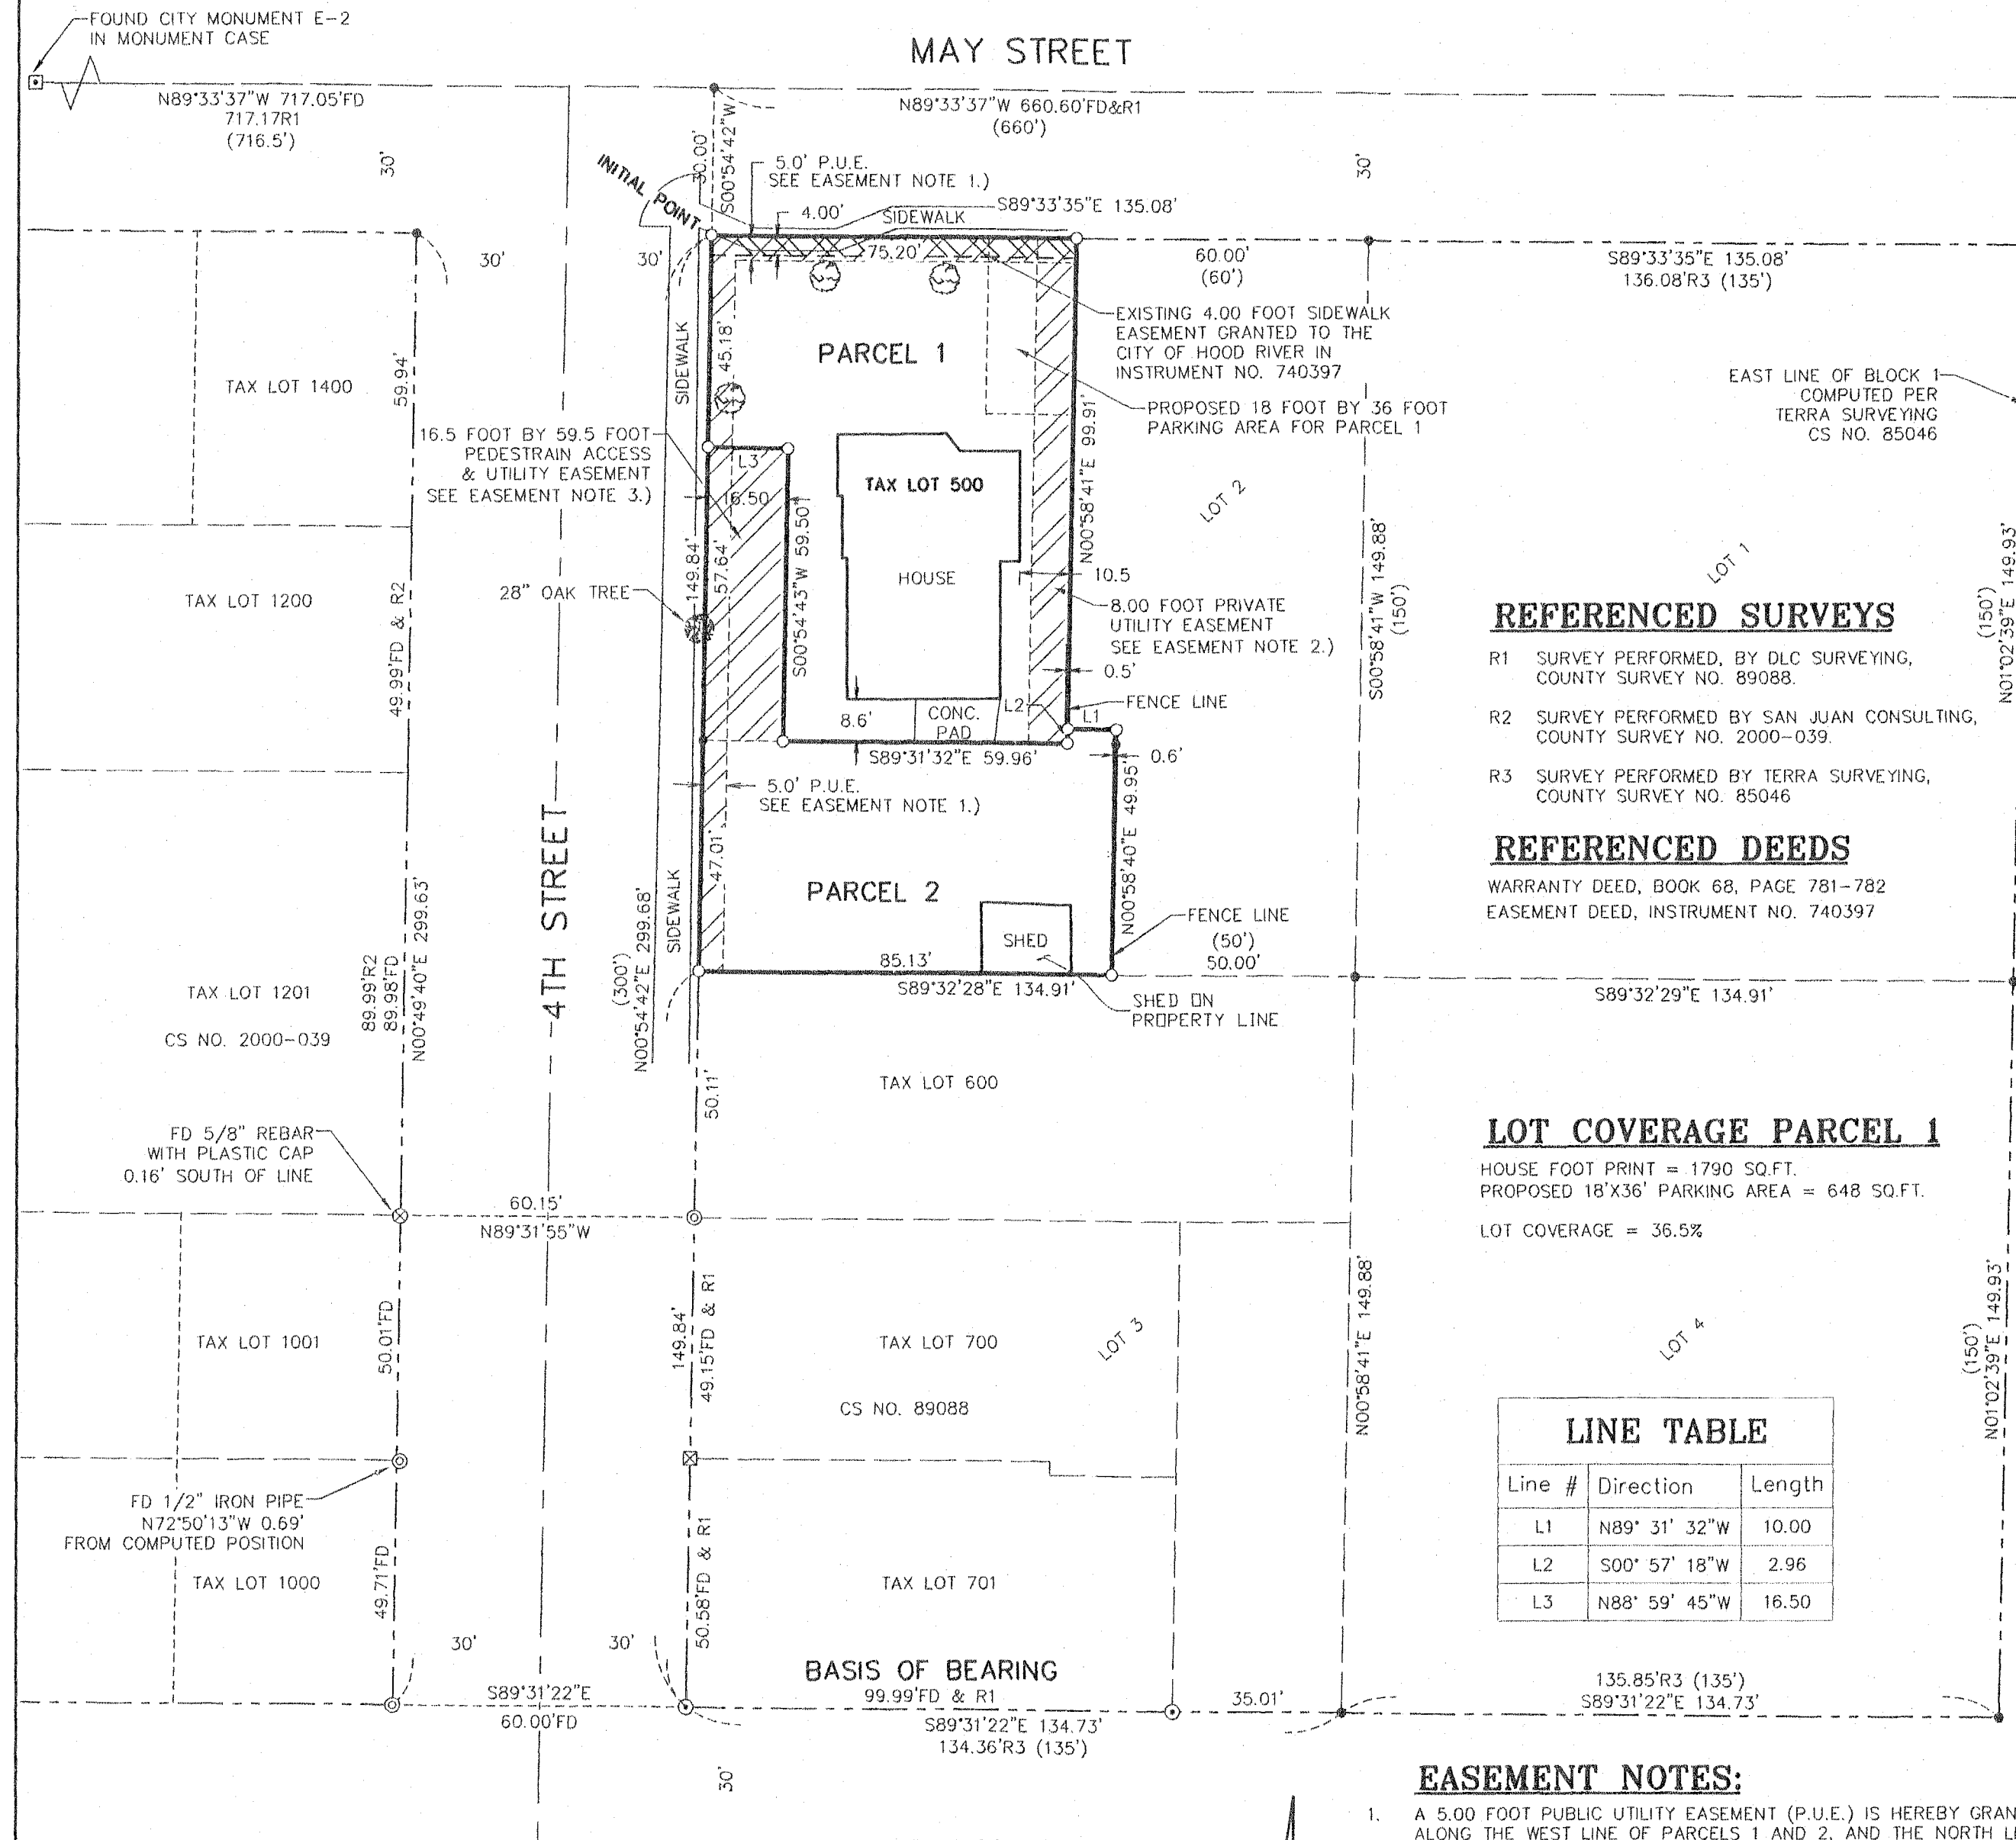 FOUND CITY MONUMENT E-2
IN MONUMENT CASE
MAY STREET
N89°33'37"W 717.05'FD
717.17R1
(716.5')
N89°33'37"W 660.60'FD&R1
(660')
30'
30.00'
S00°54'42"W
30'
INITIAL POINT
5.0' P.U.E.
SEE EASEMENT NOTE 1.)
4.00'
SIDEWALK
S89°33'35"E 135.08'
30'
30'
75.20'
60.00'
(60')
S89°33'35"E 135.08'
136.08'R3 (135')
EXISTING 4.00 FOOT SIDEWALK
EASEMENT GRANTED TO THE
CITY OF HOOD RIVER IN
INSTRUMENT NO. 740397
PARCEL 1
SIDEWALK
45.18'
59.94'
TAX LOT 1400
EAST LINE OF BLOCK 1
COMPUTED PER
TERRA SURVEYING
CS NO. 85046
PROPOSED 18 FOOT BY 36 FOOT
PARKING AREA FOR PARCEL 1
N00°58'41"E 99.91'
16.5 FOOT BY 59.5 FOOT
PEDESTRAIN ACCESS
& UTILITY EASEMENT
SEE EASEMENT NOTE 3.)
L3
16.50
TAX LOT 500
LOT 2
LOT 1
S00°58'41"W 149.88'
(150')
(150')
N01°02'39"E 149.93'
149.84'
57.64'
S00°54'43"W 59.50'
HOUSE
10.5
28" OAK TREE
TAX LOT 1200
49.99'FD & R2
8.00 FOOT PRIVATE
UTILITY EASEMENT
SEE EASEMENT NOTE 2.)
0.5'
FENCE LINE
L2
L1
8.6'
CONC.
PAD
S89°31'32"E 59.96'
0.6'
REFERENCED SURVEYS
R1 SURVEY PERFORMED, BY DLC SURVEYING,
COUNTY SURVEY NO. 89088.
R2 SURVEY PERFORMED BY SAN JUAN CONSULTING,
COUNTY SURVEY NO. 2000-039.
R3 SURVEY PERFORMED BY TERRA SURVEYING,
COUNTY SURVEY NO. 85046
5.0' P.U.E.
SEE EASEMENT NOTE 1.)
N00°58'40"E 49.95'
REFERENCED DEEDS
WARRANTY DEED, BOOK 68, PAGE 781-782
EASEMENT DEED, INSTRUMENT NO. 740397
4TH STREET
47.01'
SIDEWALK
PARCEL 2
SHED
FENCE LINE
(50')
50.00'
85.13'
S89°32'28"E 134.91'
SHED ON
PROPERTY LINE
S89°32'29"E 134.91'
(300')
N00°54'42"E 299.68'
TAX LOT 1201
CS NO. 2000-039
89.99'R2
89.98'FD
N00°49'40"E 299.63'
TAX LOT 600
50.11'
FD 5/8" REBAR
WITH PLASTIC CAP
0.16' SOUTH OF LINE
60.15'
N89°31'55"W
LOT COVERAGE PARCEL 1
HOUSE FOOT PRINT = 1790 SQ.FT.
PROPOSED 18'X36' PARKING AREA = 648 SQ.FT.
LOT COVERAGE = 36.5%
TAX LOT 1001
50.01'FD
149.84'
49.15'FD & R1
TAX LOT 700
CS NO. 89088
LOT 3
N00°58'41"E 149.88'
LOT 4
(150')
N01°02'39"E 149.93'
LINE TABLE
Line # Direction Length
L1 N89° 31' 32"W 10.00
L2 S00° 57' 18"W 2.96
L3 N88° 59' 45"W 16.50
FD 1/2" IRON PIPE
N72°50'13"W 0.69'
FROM COMPUTED POSITION
TAX LOT 1000
49.71'FD
30'
30'
50.58'FD & R1
TAX LOT 701
BASIS OF BEARING
99.99'FD & R1
S89°31'22"E 134.73'
134.36'R3 (135')
35.01'
S89°31'22"E
60.00'FD
30'
135.85'R3 (135')
S89°31'22"E 134.73'
EASEMENT NOTES:
1. A 5.00 FOOT PUBLIC UTILITY EASEMENT (P.U.E.) IS HEREBY GRAN
ALONG THE WEST LINE OF PARCELS 1 AND 2, AND THE NORTH LI